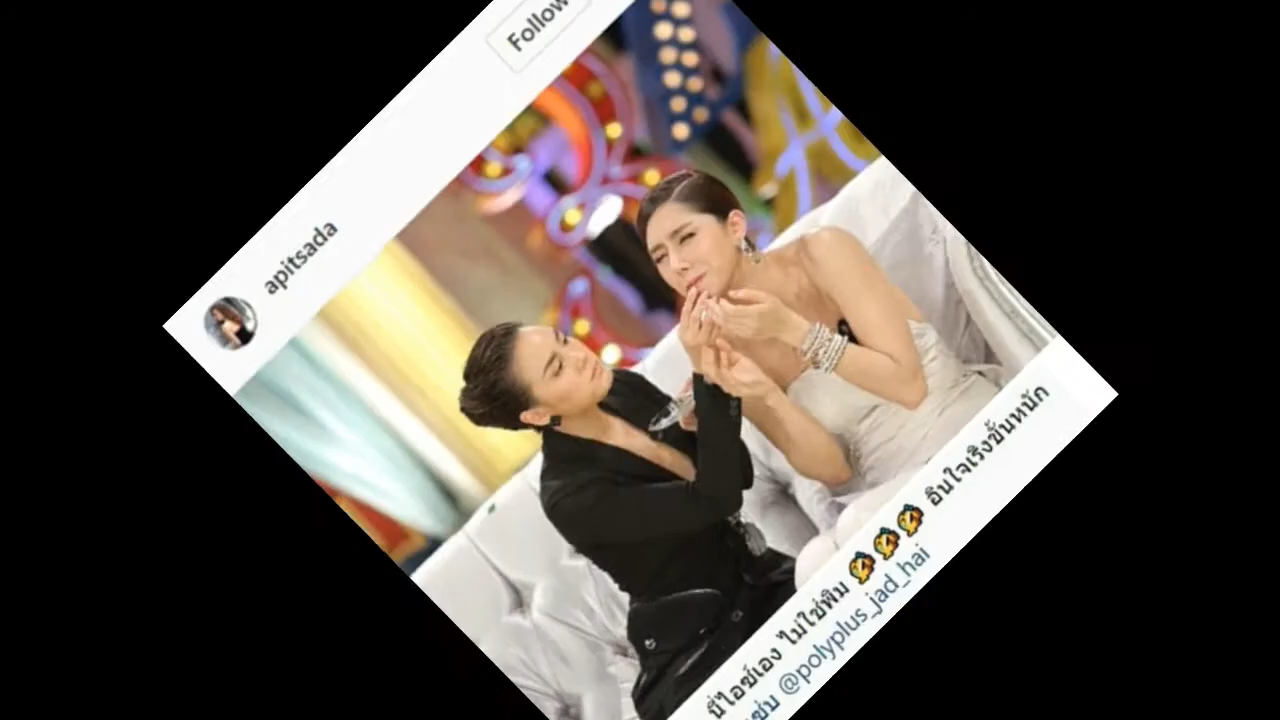 Follow
apitsada
นี่ไอซ์เอง ไม่ใช่พิม 🤣🤣🤣 อินใจเริงขั้นหนัก
@polyplus_jad_hai